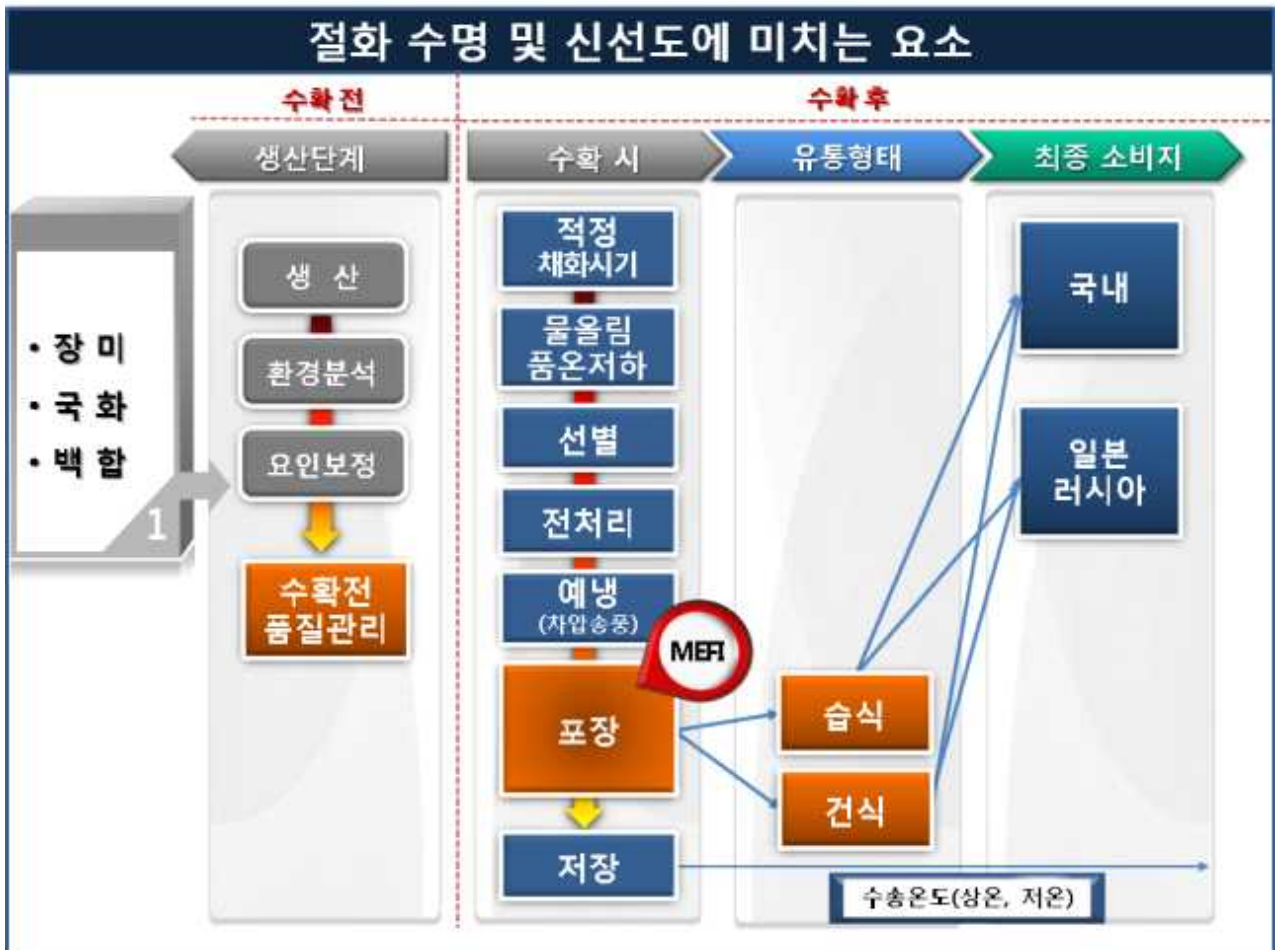 절화 수명 및 신선도에 미치는 요소
수확 전
수확 후
생산단계
수확 시
유통형태
최종 소비지
• 장 미
• 국 화
• 백 합
1
생 산
환경분석
요인보정
수확전
품질관리
적정
채화시기
물올림
품온저하
선별
전처리
예냉
(차압송풍)
MEFI
포장
저장
습식
건식
국내
일본
러시아
수송온도(상온, 저온)